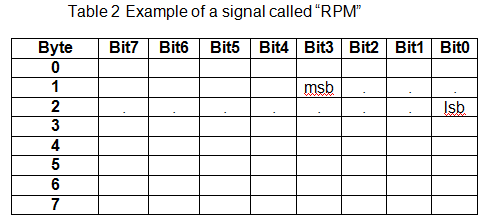 Table 2 Example of a signal called “RPM”
Byte Bit7 Bit6 Bit5 Bit4 Bit3 Bit2 Bit1 Bit0
0
1 msb . . .
2 . . . . . . . lsb
3
4
5
6
7